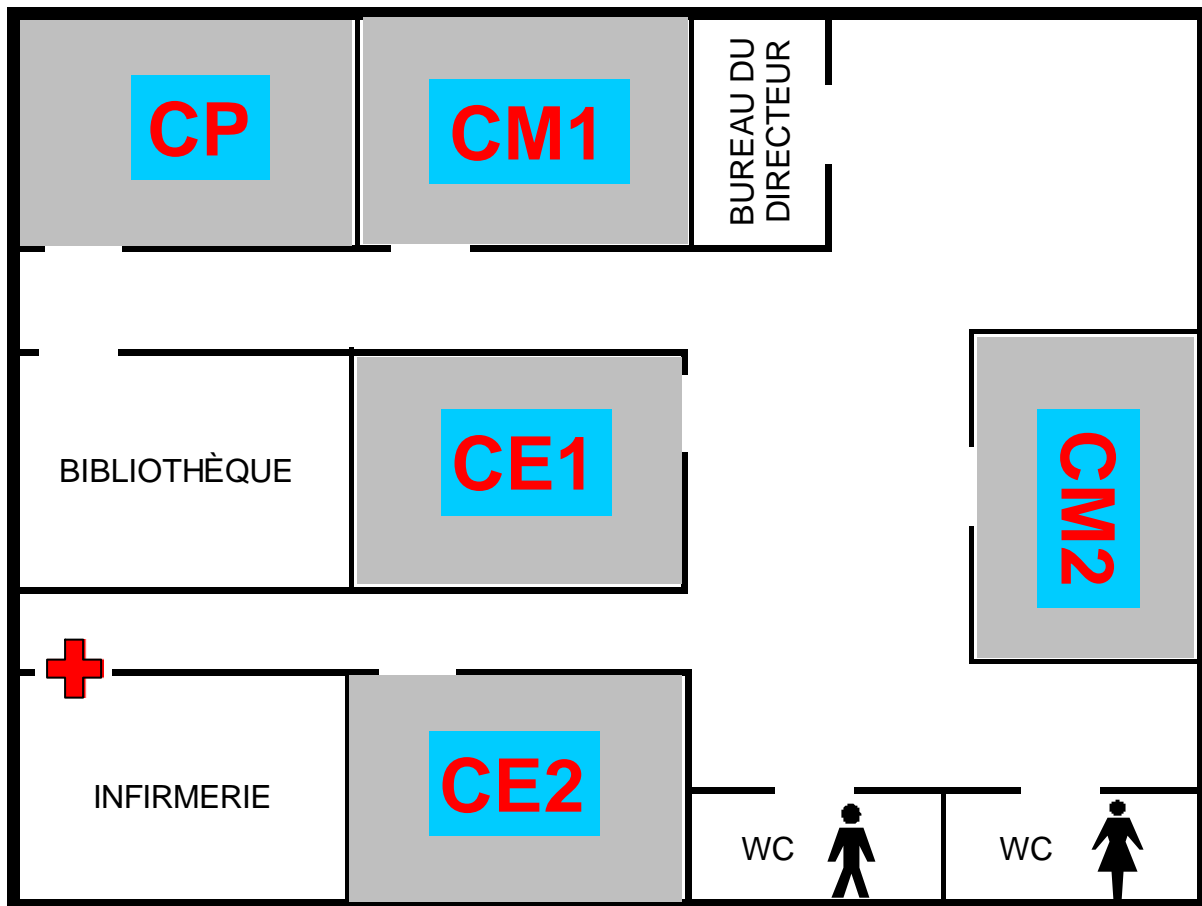 CP
CM1
BUREAU DU
DIRECTEUR
BIBLIOTHÈQUE
CE1
CM2
INFIRMERIE
CE2
WC
WC